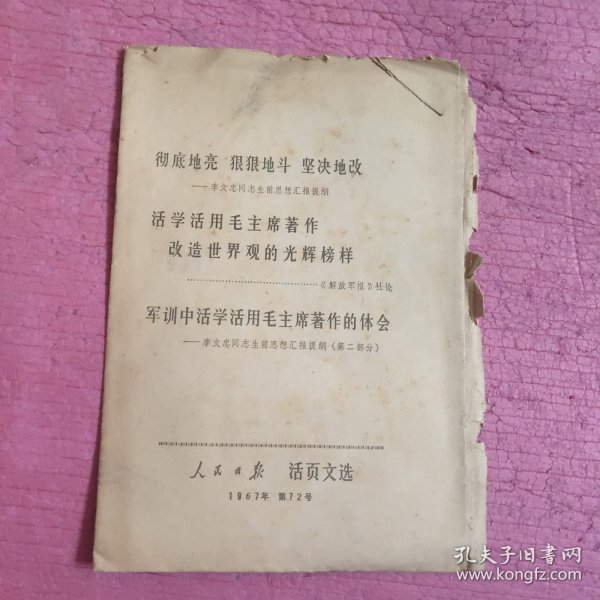 彻底地亮 狠狠地斗 坚决地改
——李文忠同志生前思想汇报提纲
活学活用毛主席著作
改造世界观的光辉榜样
……………………《解放军报》社论
军训中活学活用毛主席著作的体会
——李文忠同志生前思想汇报提纲(第二部分)
人民日报 活页文选
1967年 第72号
孔夫子旧书网
www.kongfz.com